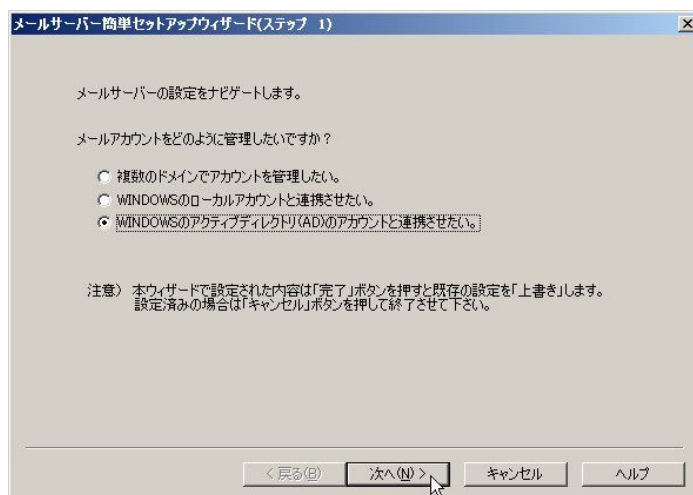 メールサーバー簡単セットアップウィザード(ステップ 1)
メールサーバーの設定をナビゲートします。
メールアカウントをどのように管理したいですか？
複数のドメインでアカウントを管理したい。
WINDOWSのローカルアカウントと連携させたい。
WINDOWSのアクティブディレクトリ(AD)のアカウントと連携させたい。
注意） 本ウィザードで設定された内容は「完了」ボタンを押すと既存の設定を「上書き」します。
設定済みの場合は「キャンセル」ボタンを押して終了させて下さい。
< 戻る(B) 次へ(N) > キャンセル ヘルプ